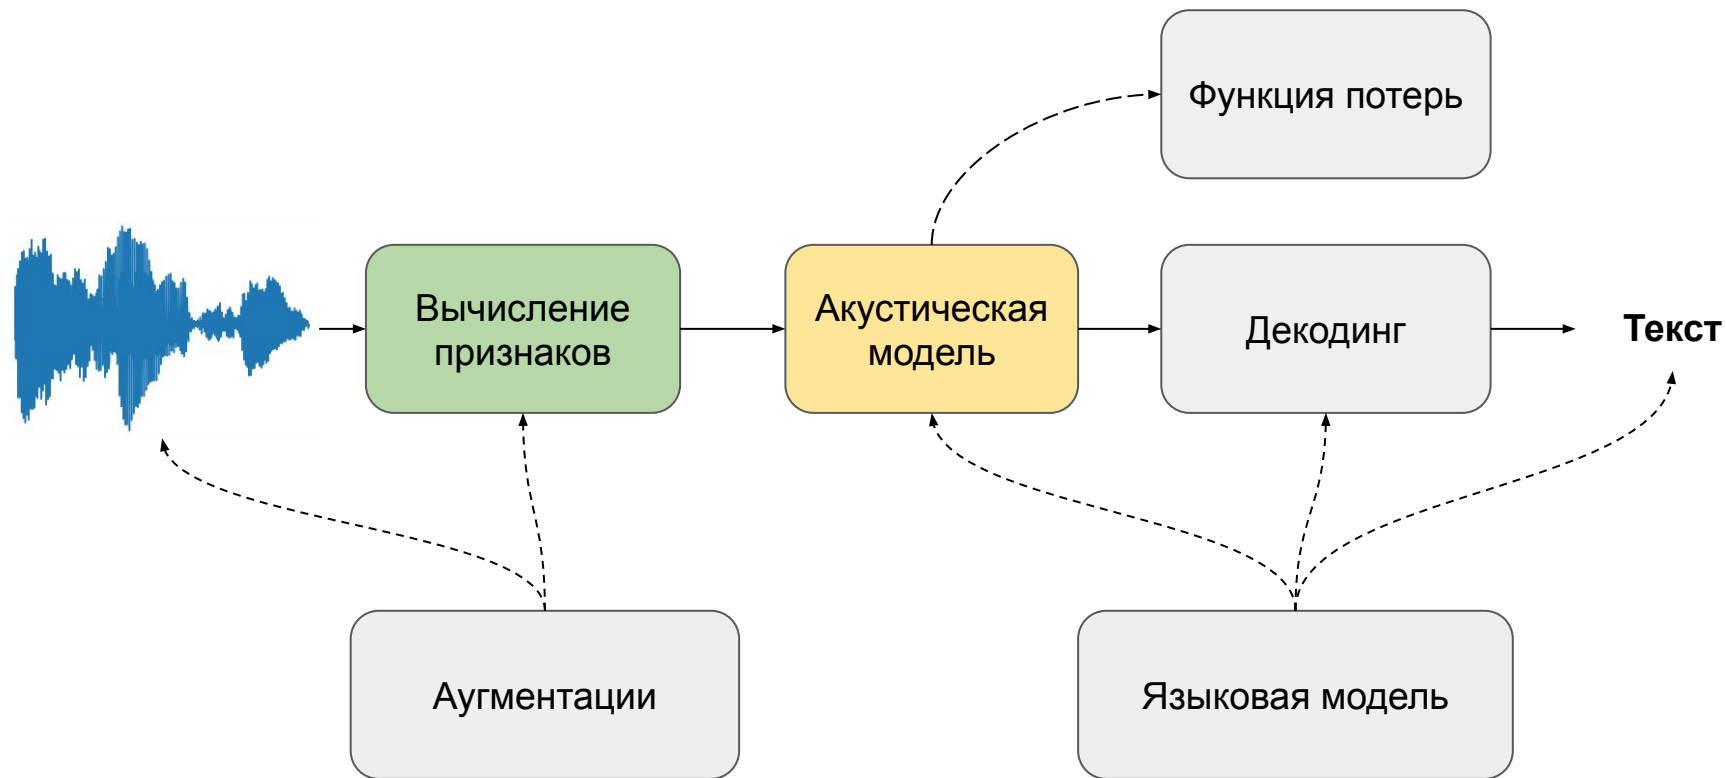 Функция потерь
Вычисление
признаков
Акустическая
модель
Декодинг
Текст
Аугментации
Языковая модель